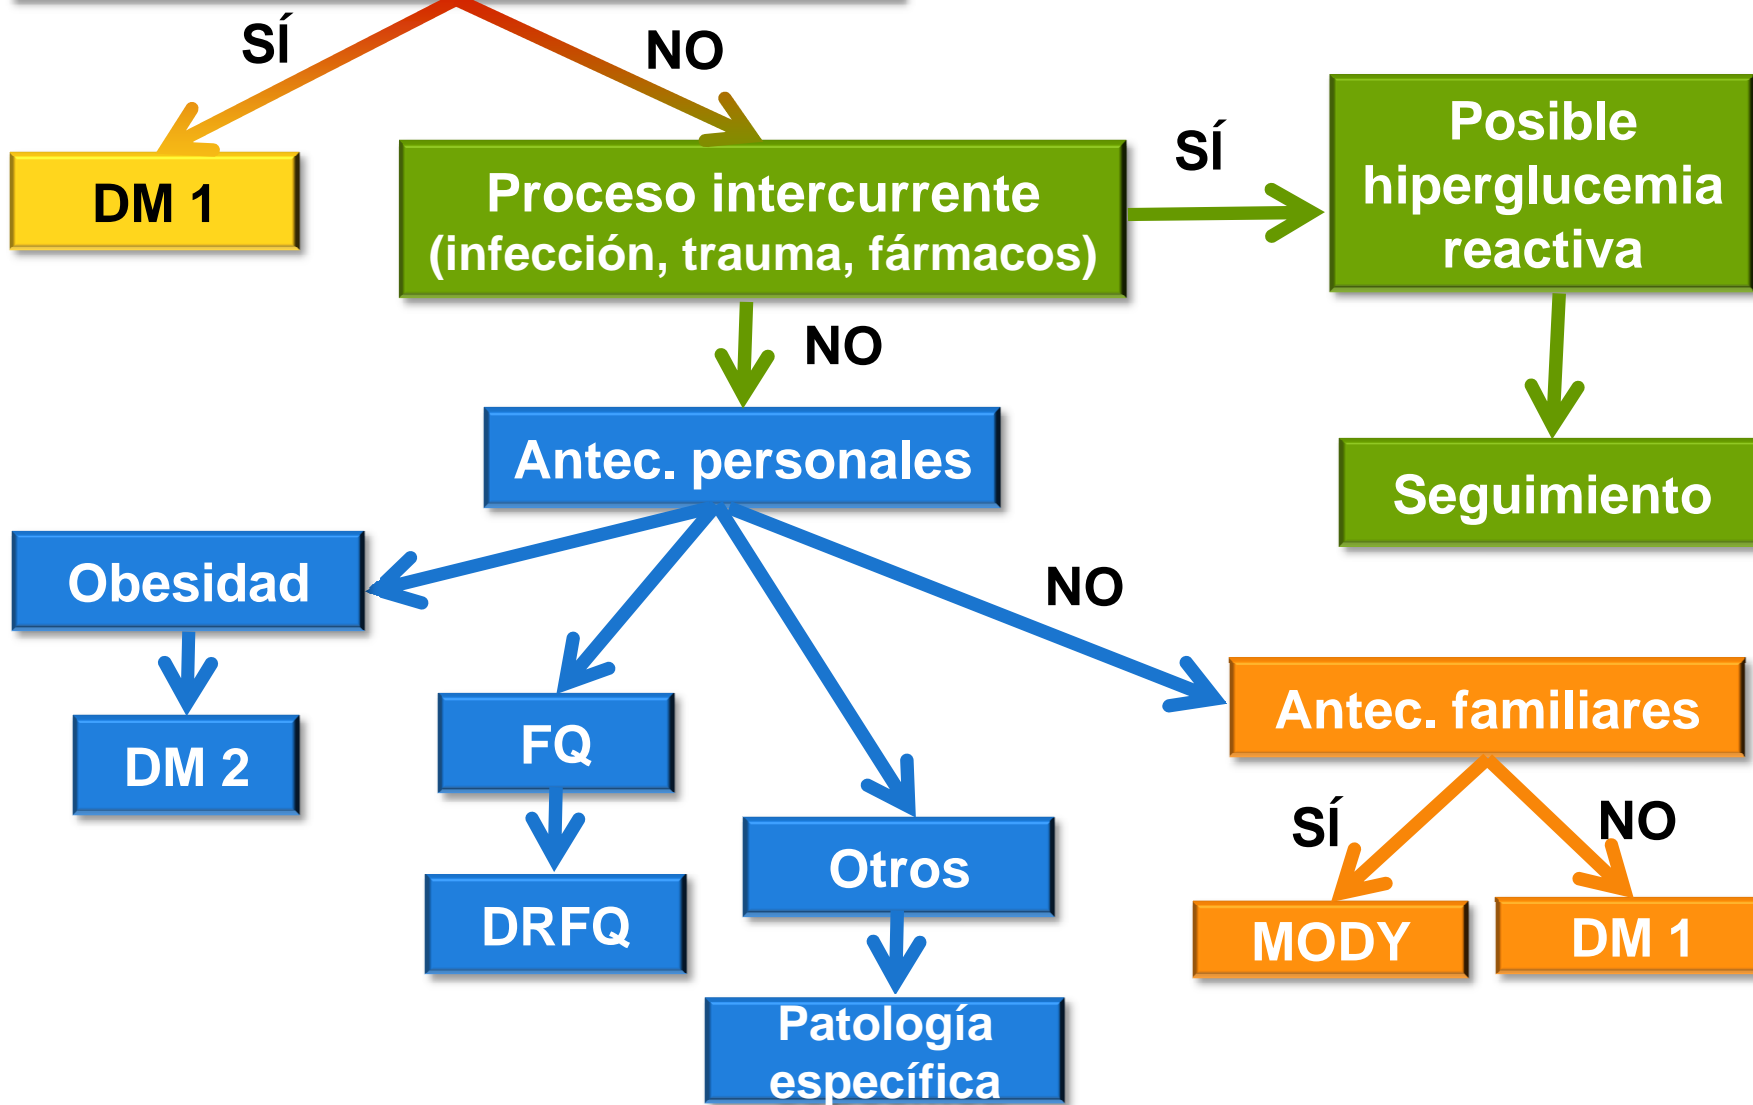 SÍ
NO
DM 1
Proceso intercurrente
(infección, trauma, fármacos)
SÍ
Posible
hiperglucemia
reactiva
NO
Antec. personales
Seguimiento
Obesidad
NO
DM 2
FQ
Antec. familiares
DRFQ
Otros
SÍ
NO
MODY
DM 1
Patología
específica